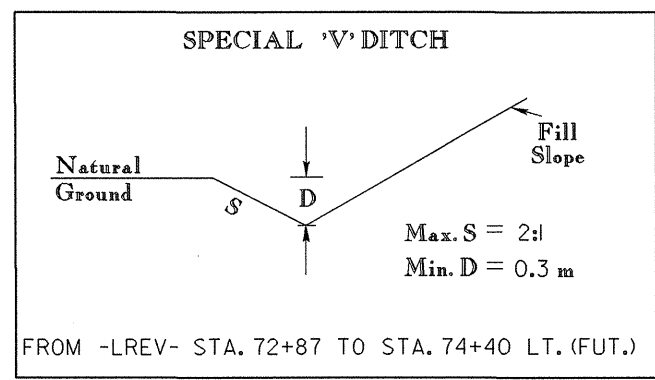 SPECIAL 'V' DITCH
Natural
Ground
S
D
Fill
Slope
Max. S = 2:1
Min. D = 0.3 m
FROM -LREV- STA. 72+87 TO STA. 74+40 LT. (FUT.)